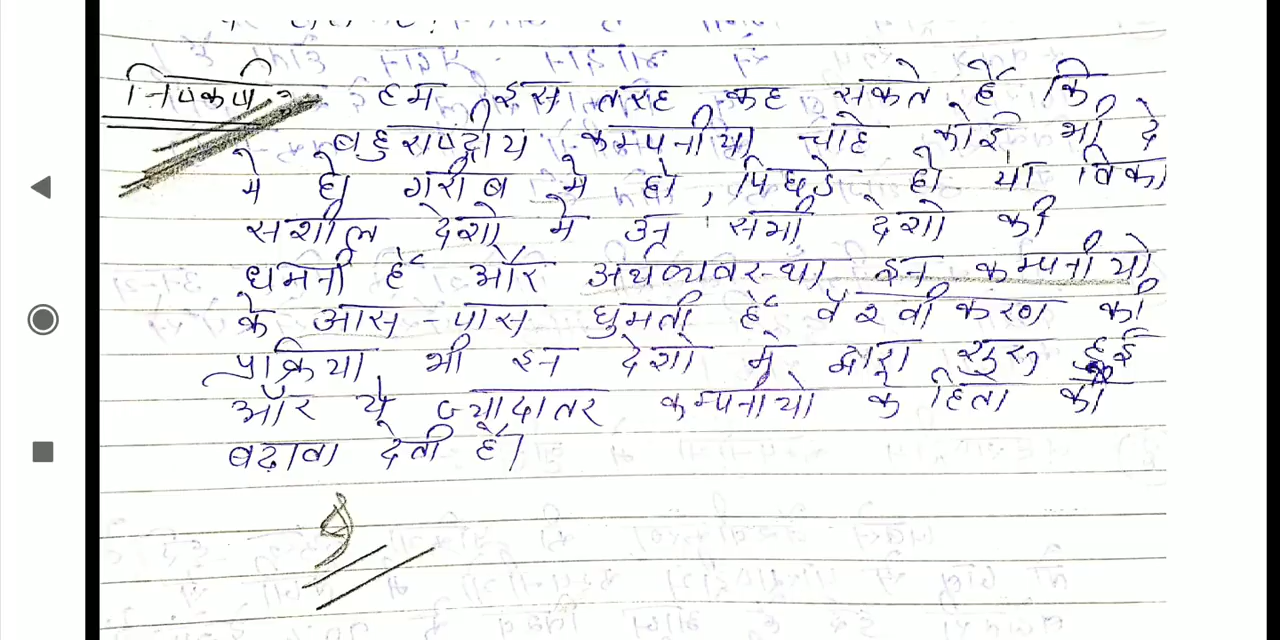 निष्कर्ष :- हम इस तरह कह सकते हैं कि
बहुराष्ट्रीय कम्पनीया चाहे कोई भी दे
मे हो गरीब मे हो, पिछडे हो या विका
सशील देशो मे उन सभी देशो की
धमनी हैं और अर्थव्यवस्था इन कम्पनीयो
के आस-पास घुमती हैं वैश्वीकरण की
प्रक्रिया भी इन देशो मे द्वारा शुरू हुई
और ये ज्यादातर कम्पनीयो के हितो को
बढ़ावा देती हैं।